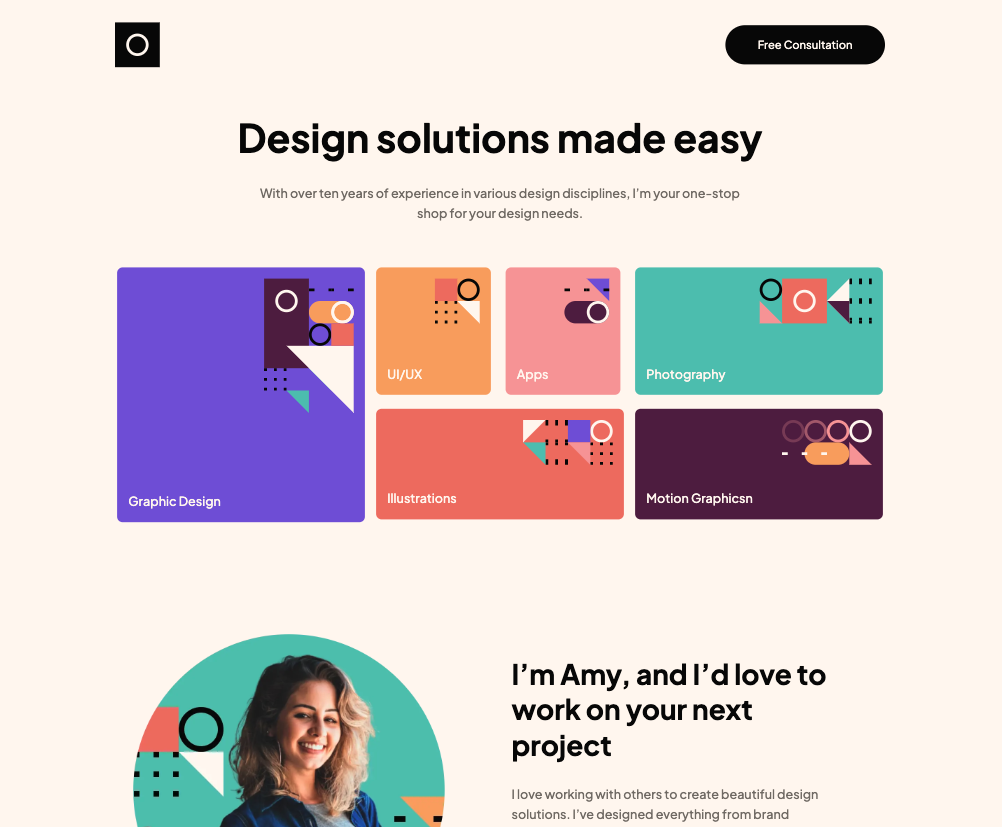 Free Consultation
Design solutions made easy
With over ten years of experience in various design disciplines, I'm your one-stop
shop for your design needs.
Graphic Design
UI/UX
Apps
Photography
Illustrations
Motion Graphicsn
I'm Amy, and I'd love to
work on your next
project
I love working with others to create beautiful design
solutions. I've designed everything from brand